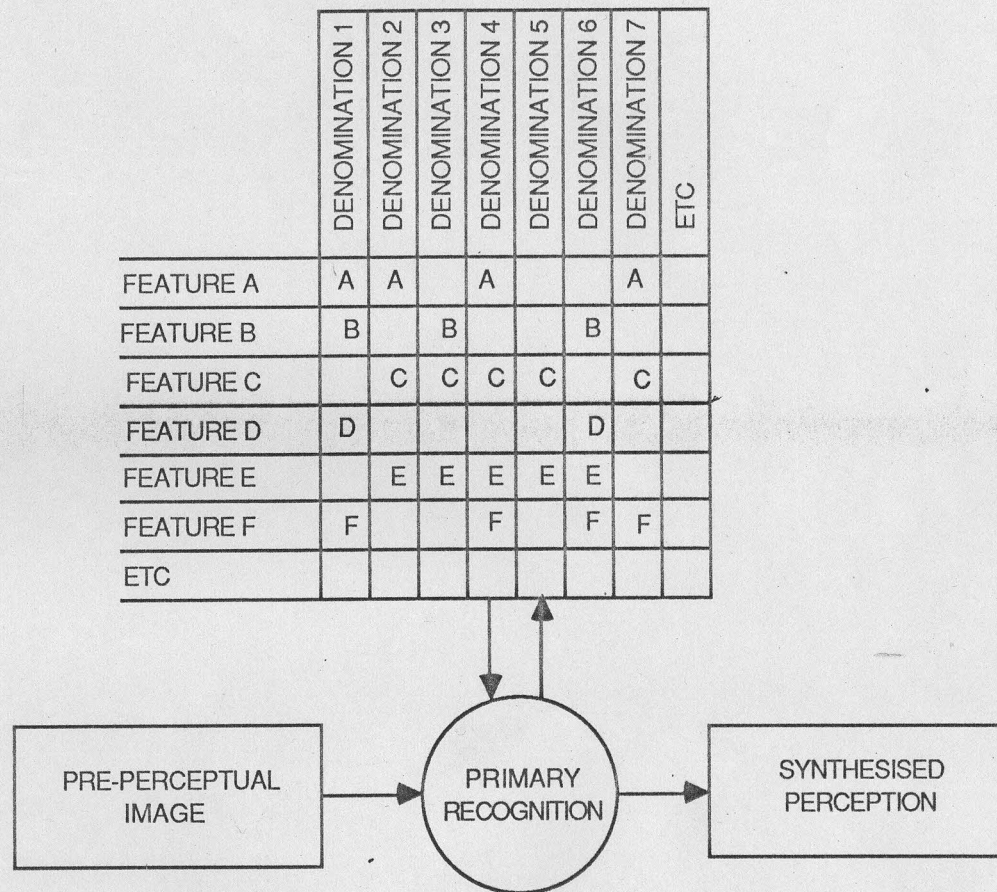 DENOMINATION 1
DENOMINATION 2
DENOMINATION 3
DENOMINATION 4
DENOMINATION 5
DENOMINATION 6
DENOMINATION 7
ETC
FEATURE A A A A A
FEATURE B B B B
FEATURE C C C C C C
FEATURE D D D
FEATURE E E E E E E
FEATURE F F F F F
ETC
PRE-PERCEPTUAL
IMAGE
PRIMARY
RECOGNITION
SYNTHESISED
PERCEPTION